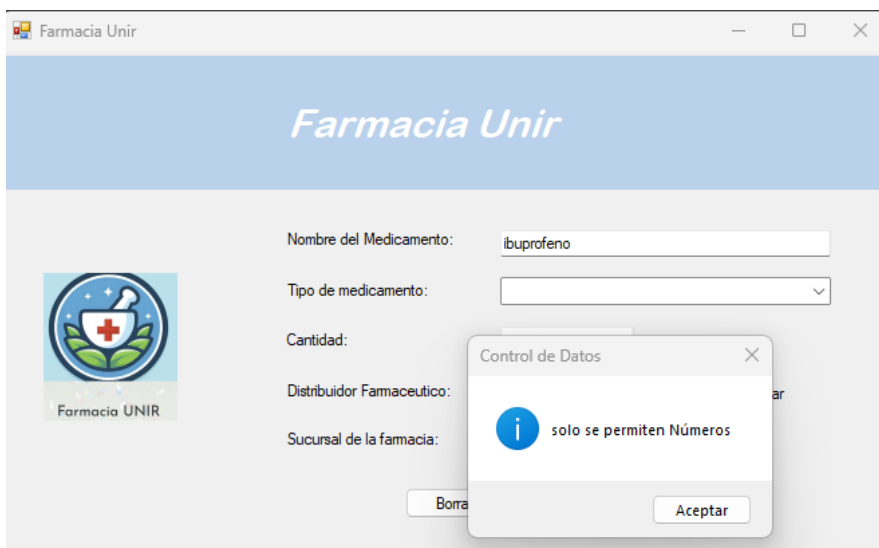 Farmacia Unir
Farmacia Unir
Nombre del Medicamento:
ibuprofeno
Tipo de medicamento:
Cantidad:
Control de Datos
Distribuidor Farmaceutico:
ar
Farmacia UNIR
solo se permiten Números
Sucursal de la farmacia:
Borra
Aceptar